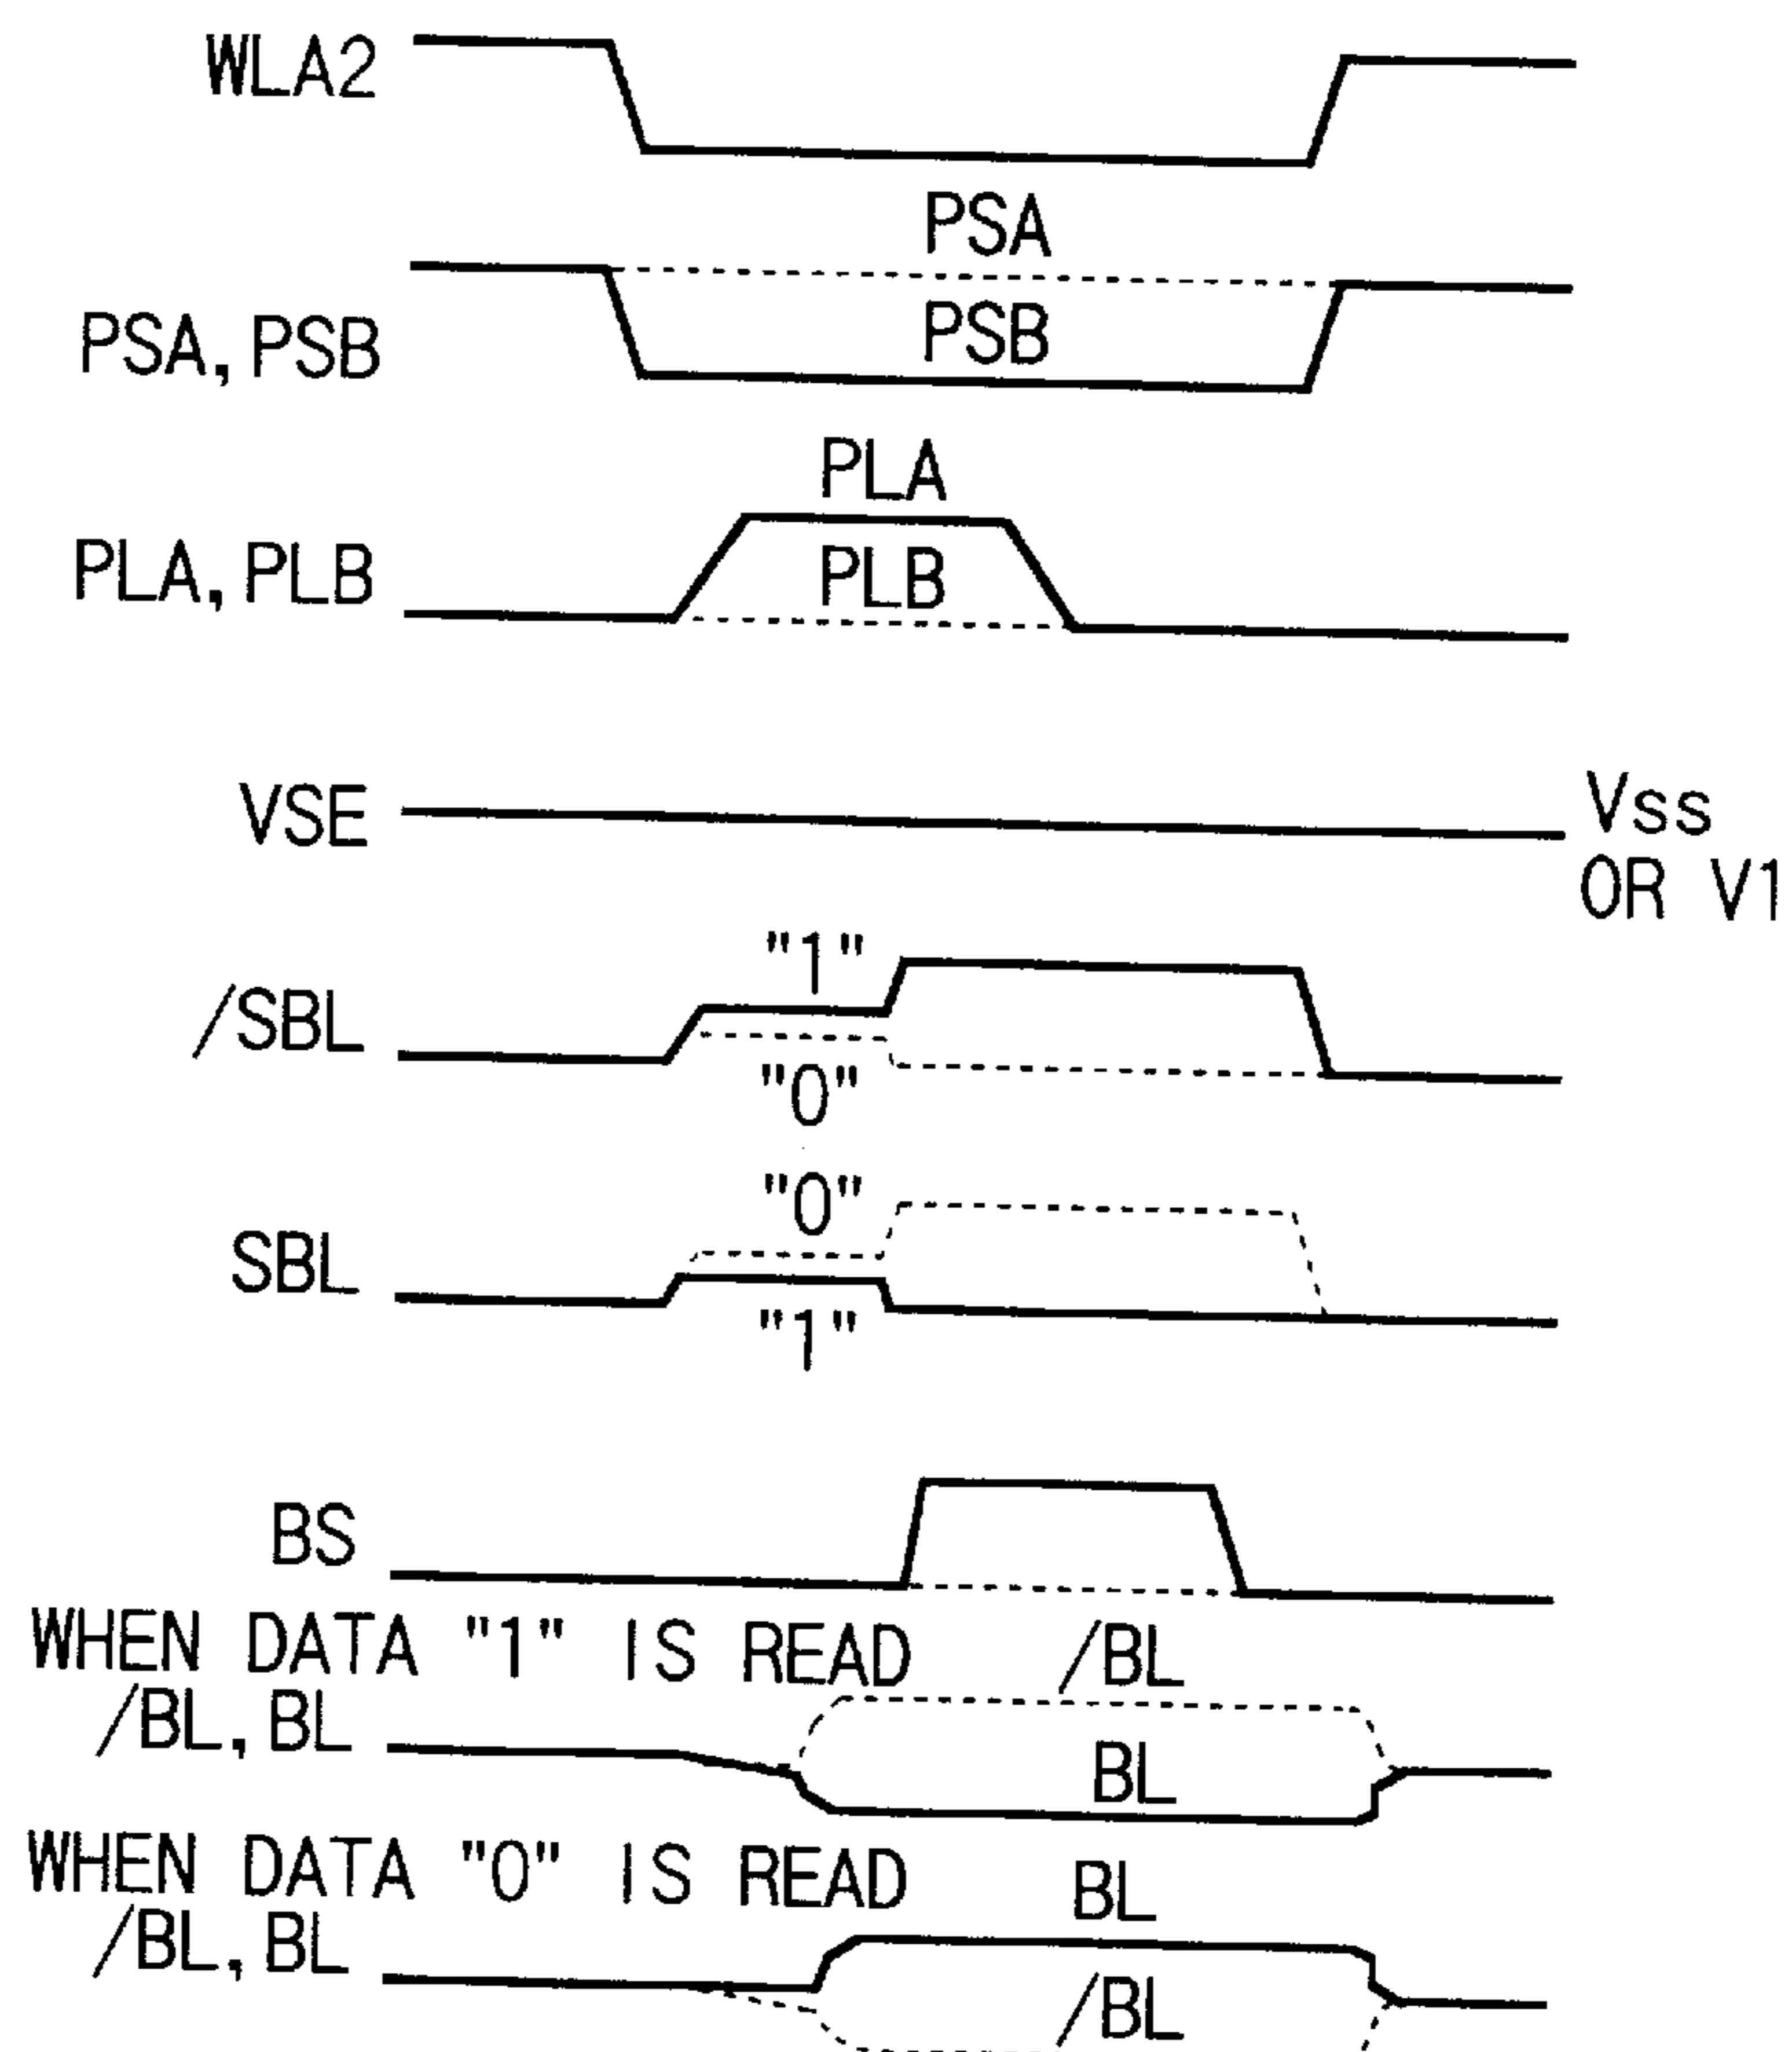 WLA2
PSA
PSA, PSB
PSB
PLA
PLA, PLB
PLB
VSE
Vss
OR V1
"1"
/SBL
"0"
"0"
SBL
"1"
BS
WHEN DATA "1" IS READ
/BL
/BL, BL
BL
WHEN DATA "0" IS READ
BL
/BL, BL
/BL